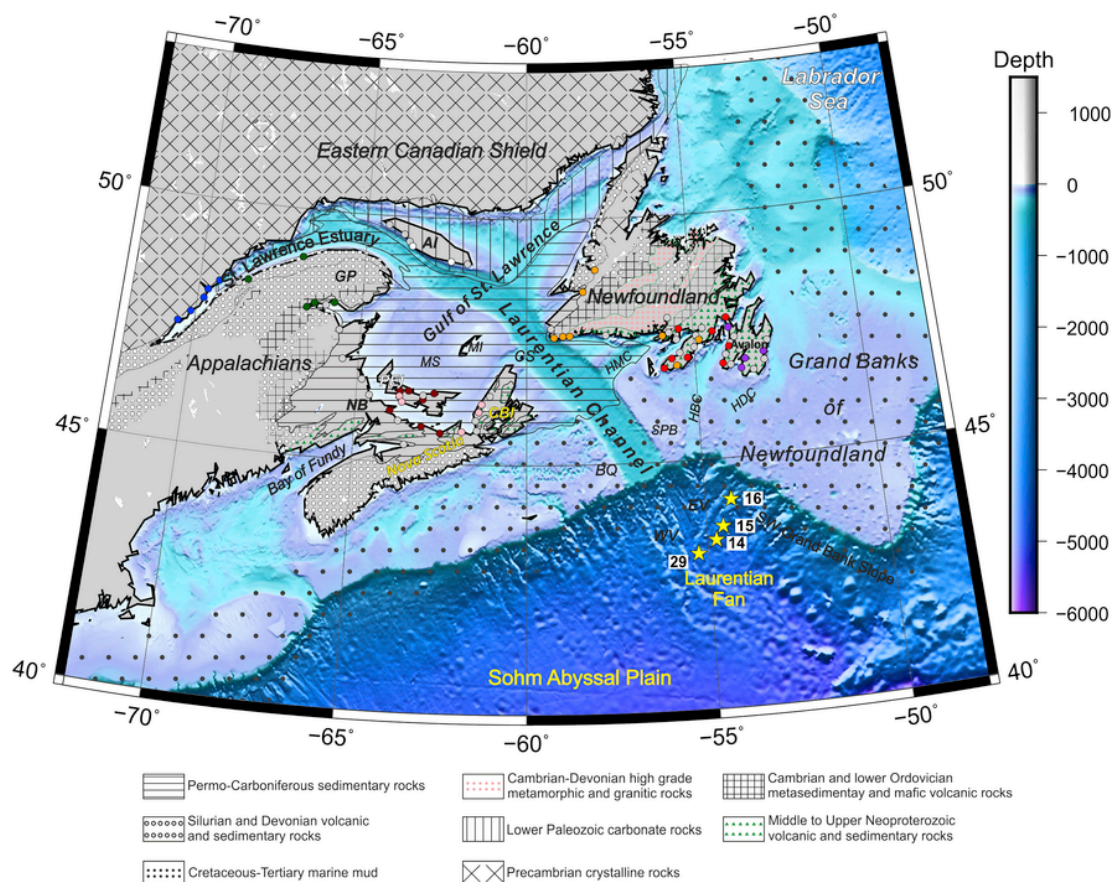 −70°
−65°
−60°
−55°
−50°
Depth
Labrador
Sea
1000
Eastern Canadian Shield
50°
50°
0
St. Lawrence Estuary
AI
−1000
GP
Gulf of St. Lawrence
Newfoundland
−2000
Laurentian Channel
Appalachians
MS
MI
CS
HMC
Avalon
Grand Banks
−3000
NB
CBI
HBC
HDC
of
45°
45°
SPB
Nova Scotia
Newfoundland
−4000
Bay of Fundy
BQ
EV
16
WV
15
SW Grand Bank Slope
−5000
14
29
Laurentian
Fan
−6000
40°
Sohm Abyssal Plain
40°
−70°
−65°
−60°
−55°
−50°
Permo-Carboniferous sedimentary rocks
Cambrian-Devonian high grade
metamorphic and granitic rocks
Cambrian and lower Ordovician
metasedimentay and mafic volcanic rocks
Silurian and Devonian volcanic
and sedimentary rocks
Lower Paleozoic carbonate rocks
Middle to Upper Neoproterozoic
volcanic and sedimentary rocks
Cretaceous-Tertiary marine mud
Precambrian crystalline rocks